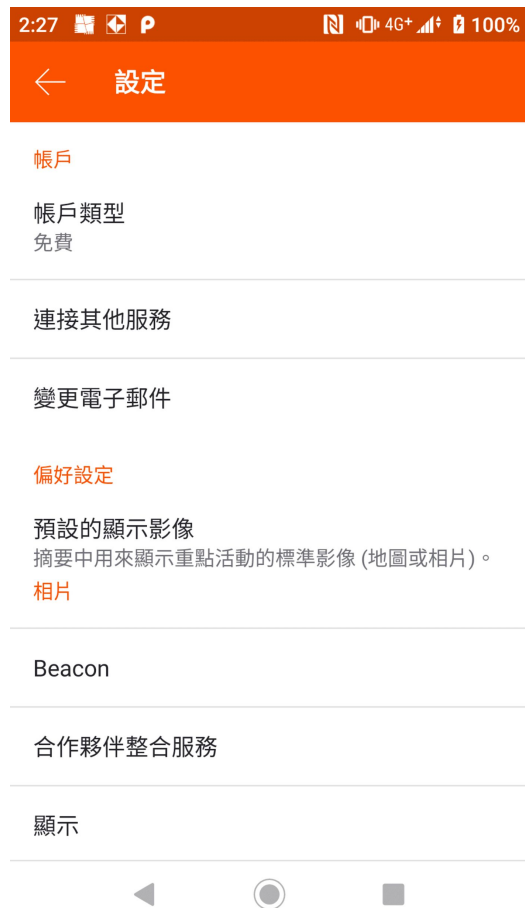 2:27 4G+ 100%
設定
帳戶
帳戶類型
免費
連接其他服務
變更電子郵件
偏好設定
預設的顯示影像
摘要中用來顯示重點活動的標準影像 (地圖或相片)。
相片
Beacon
合作夥伴整合服務
顯示